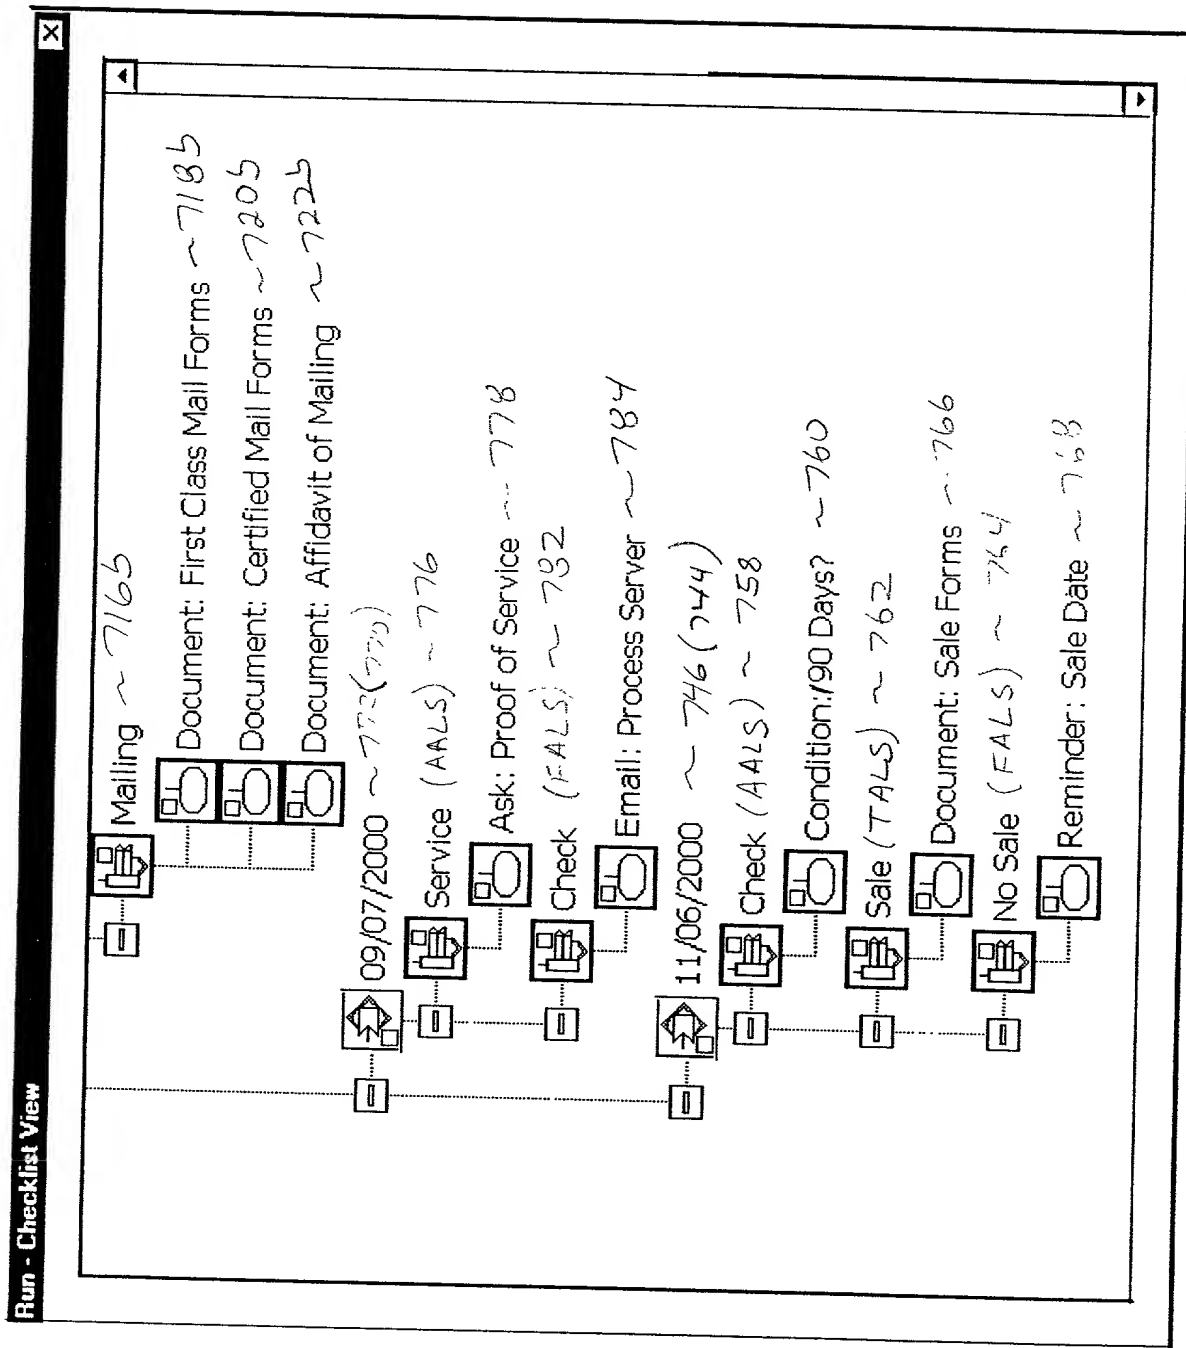 Run - Checklist View
Mailing ~ 716b
Document: First Class Mail Forms ~ 718b
Document: Certified Mail Forms ~ 720b
Document: Affidavit of Mailing ~ 722b
09/07/2000 ~ 772 (770)
Service (AALS) ~ 776
Ask: Proof of Service ~ 778
Check (FALS) ~ 782
Email: Process Server ~ 784
11/06/2000 ~ 746 (744)
Check (AALS) ~ 758
Condition:/90 Days? ~ 760
Sale (TALS) ~ 762
Document: Sale Forms ~ 766
No Sale (FALS) ~ 764
Reminder: Sale Date ~ 768